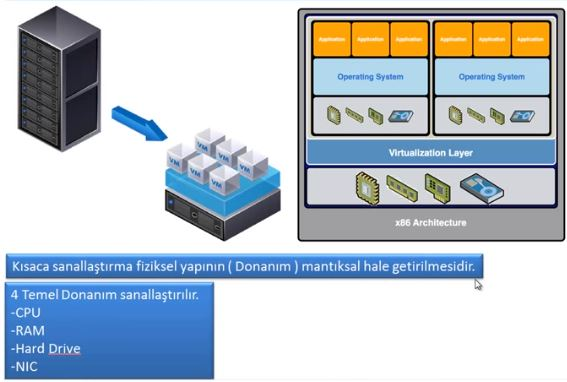 Application Application Application Application Application Application
Operating System Operating System
Virtualization Layer
x86 Architecture
VM VM VM VM VM VM
Kısaca sanallaştırma fiziksel yapının ( Donanım ) mantıksal hale getirilmesidir.
4 Temel Donanım sanallaştırılır.
-CPU
-RAM
-Hard Drive
-NIC